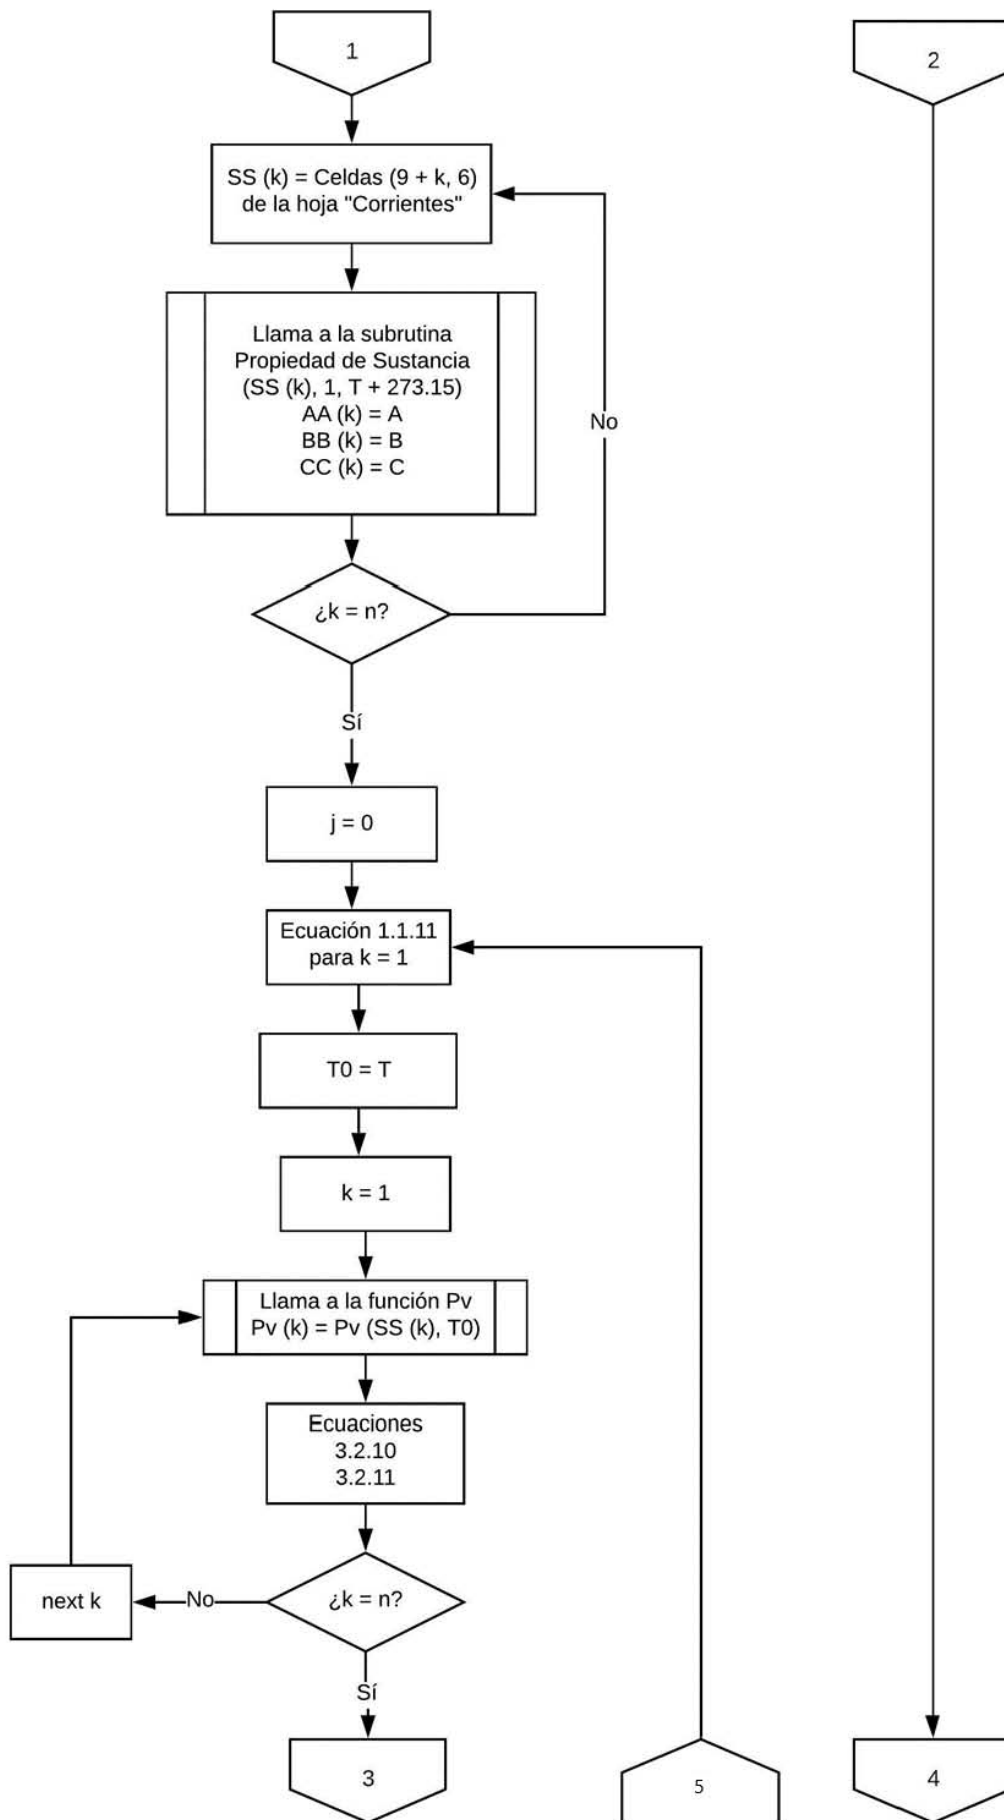 1
2
SS (k) = Celdas (9 + k, 6)
de la hoja "Corrientes"
Llama a la subrutina
Propiedad de Sustancia
(SS (k), 1, T + 273.15)
AA (k) = A
BB (k) = B
CC (k) = C
No
¿k = n?
Sí
j = 0
Ecuación 1.1.11
para k = 1
T0 = T
k = 1
Llama a la función Pv
Pv (k) = Pv (SS (k), T0)
Ecuaciones
3.2.10
3.2.11
next k
No
¿k = n?
Sí
3
5
4